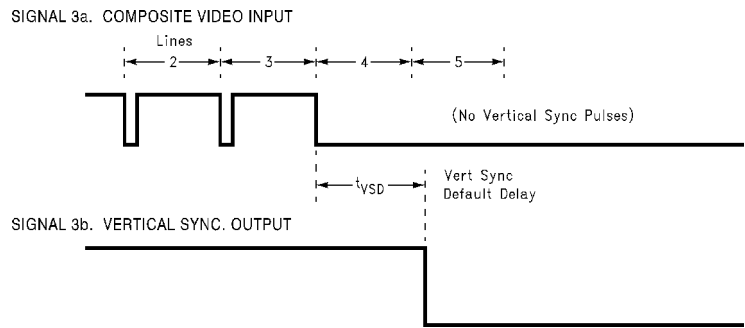 SIGNAL 3a. COMPOSITE VIDEO INPUT
Lines
2 3 4 5
(No Vertical Sync Pulses)
tVSD
Vert Sync
Default Delay
SIGNAL 3b. VERTICAL SYNC. OUTPUT